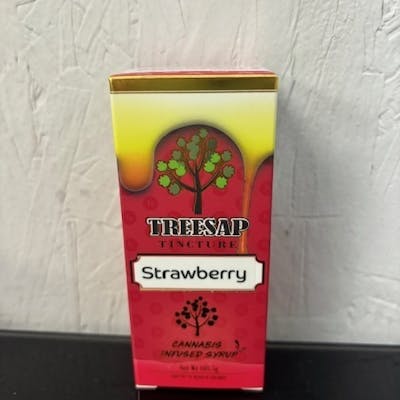 TREESAP
TINCTURE
Strawberry
CANNABIS
INFUSED SYRUP